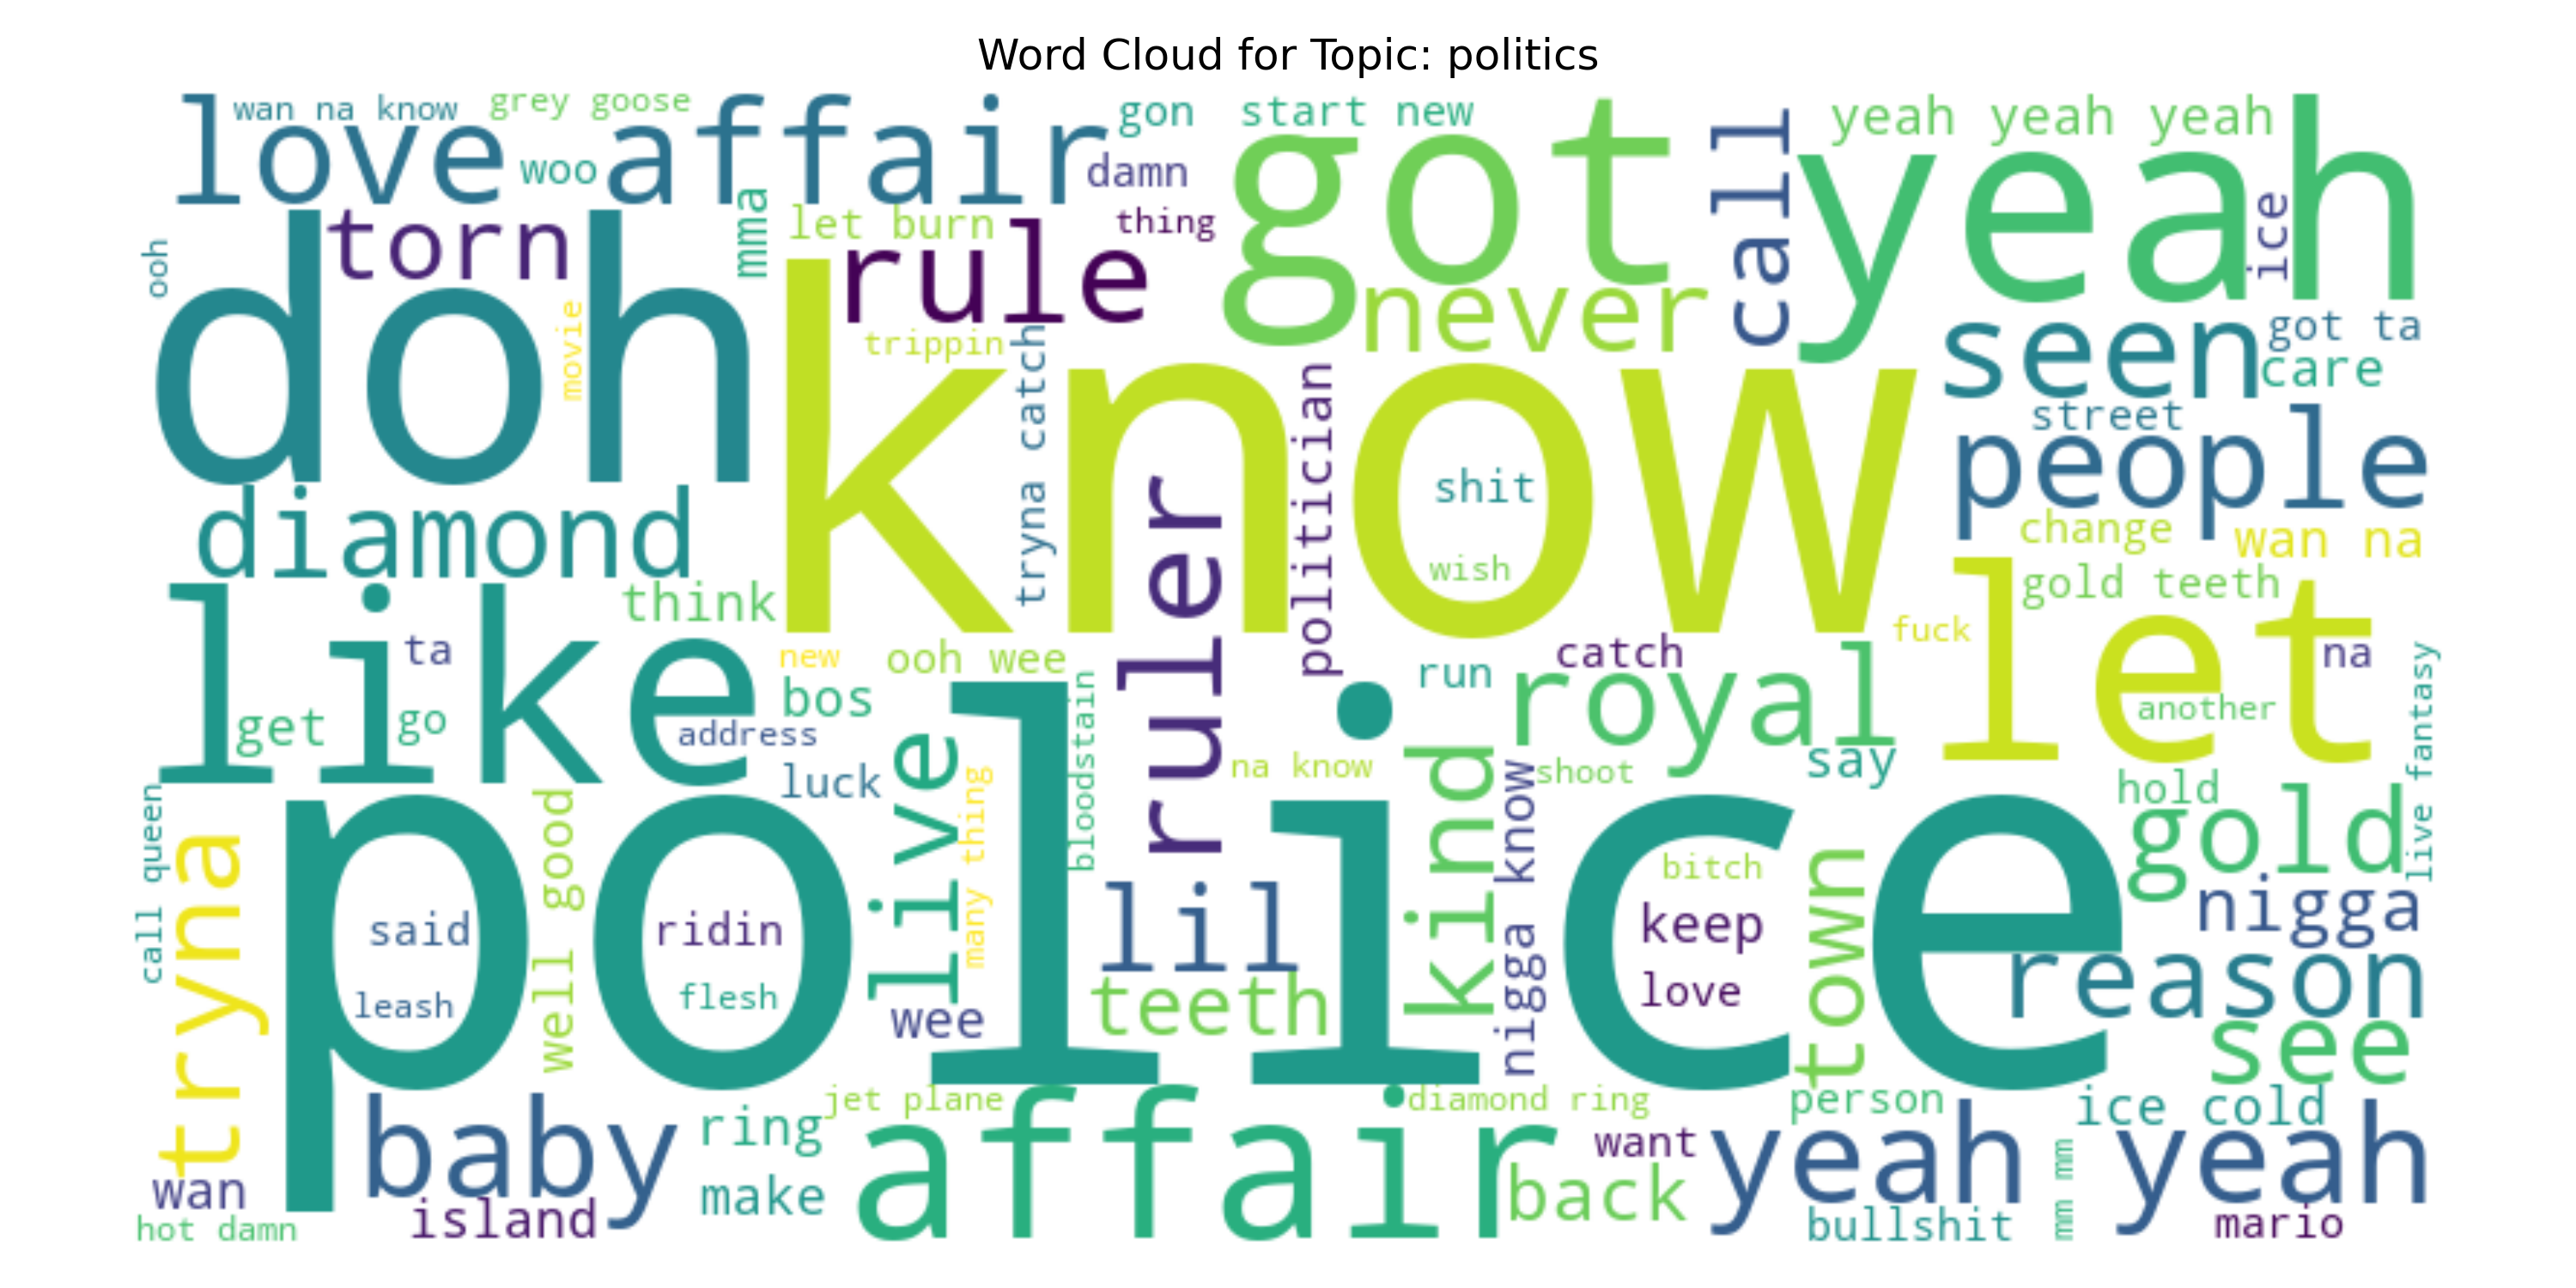 Word Cloud for Topic: politics
wan na know
grey goose
gon
start new
yeah yeah yeah
love affair
woo
damn
got
call
yeah
ice
ooh
torn
mma
let burn
thing
rule
doh
movie
trippin
tryna catch
never
seen
got ta
care
street
people
know
politician
shit
wish
change
wan na
diamond
ruler
like
think
ta
new
ooh wee
fuck
let
gold teeth
na
another
live fantasy
get
go
address
bos
luck
run
catch
royal
say
bloodstain
na know
shoot
hold
gold
call queen
tryna
police
said
leash
well good
ridin
flesh
live
many thing
wee
lil
teeth
kind
nigga know
bitch
keep
love
town
nigga
reason
see
wan
hot damn
baby
island
ring
make
jet plane
affair
diamond ring
want
back
person
yeah yeah
ice cold
mm mm
bullshit
mario